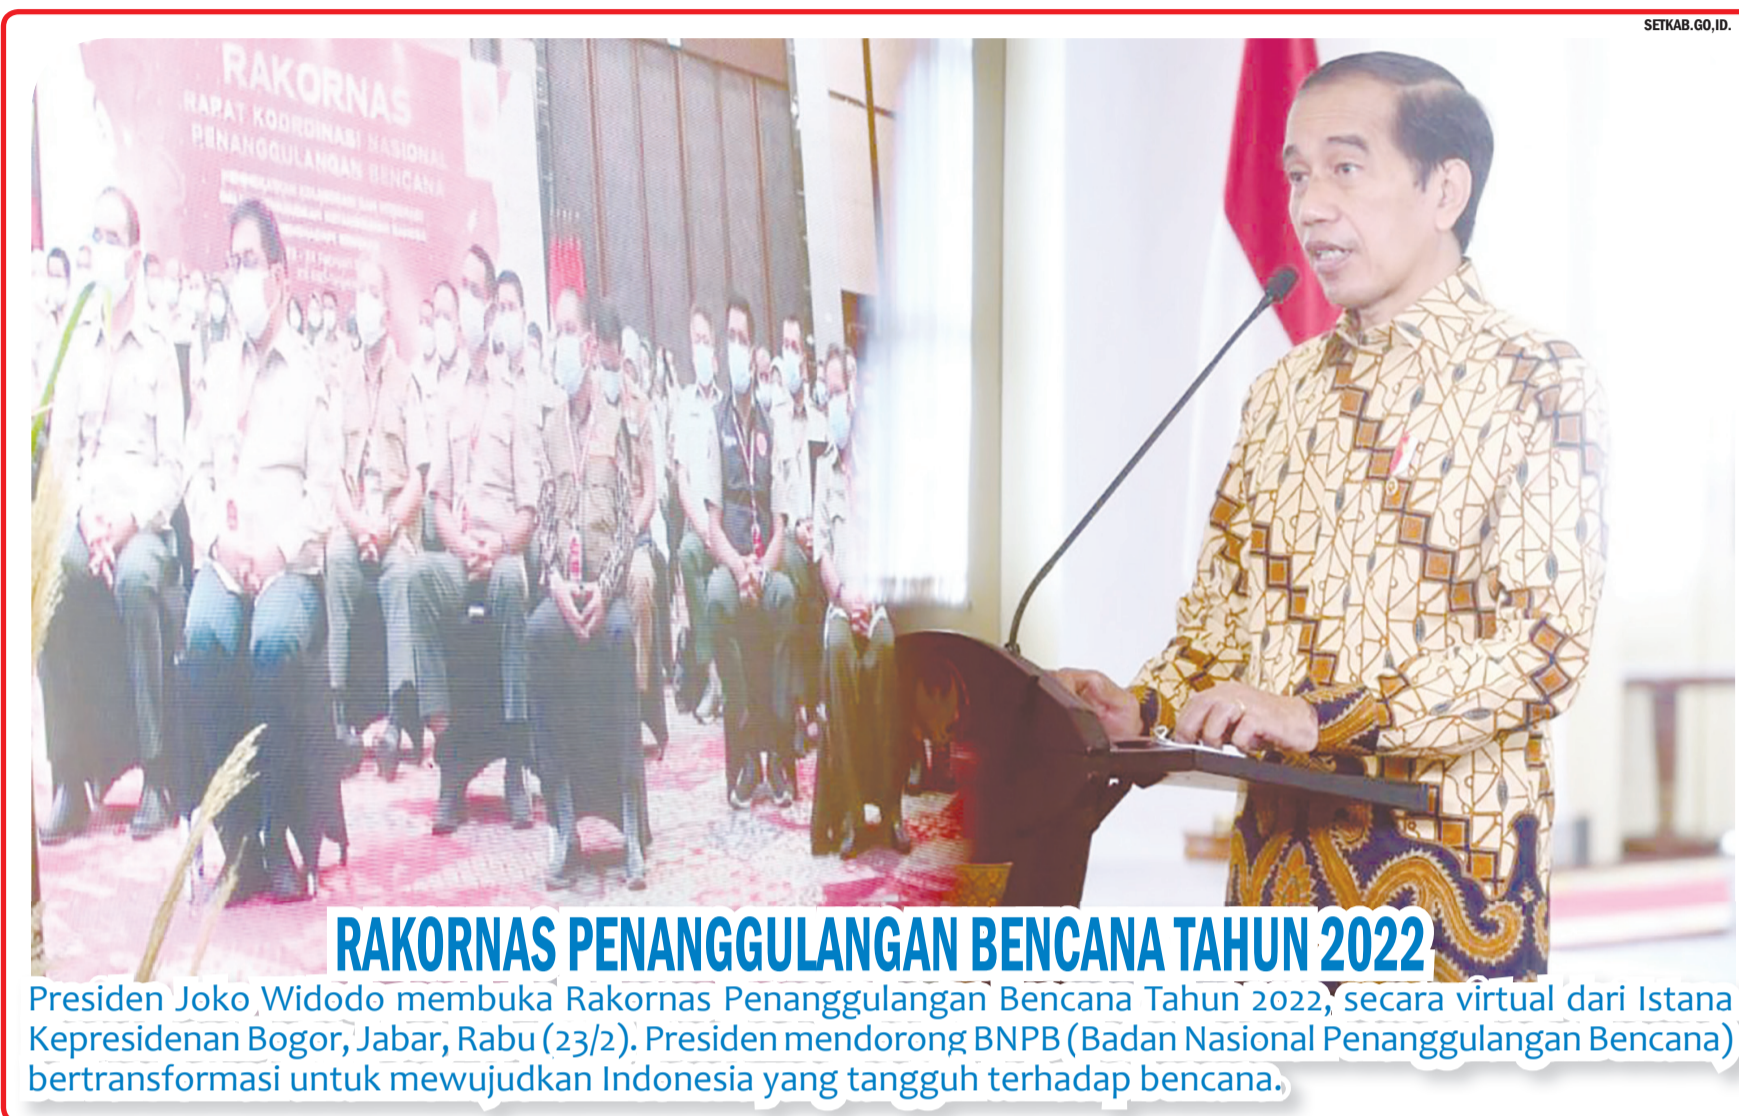 SETKAB.GO,ID.
RAKORNAS
RAPAT KOORDINASI NASIONAL
PENANGGULANGAN BENCANA
RAKORNAS PENANGGULANGAN BENCANA TAHUN 2022
Presiden Joko Widodo membuka Rakornas Penanggulangan Bencana Tahun 2022, secara virtual dari Istana
Kepresidenan Bogor, Jabar, Rabu (23/2). Presiden mendorong BNPB (Badan Nasional Penanggulangan Bencana)
bertransformasi untuk mewujudkan Indonesia yang tangguh terhadap bencana.